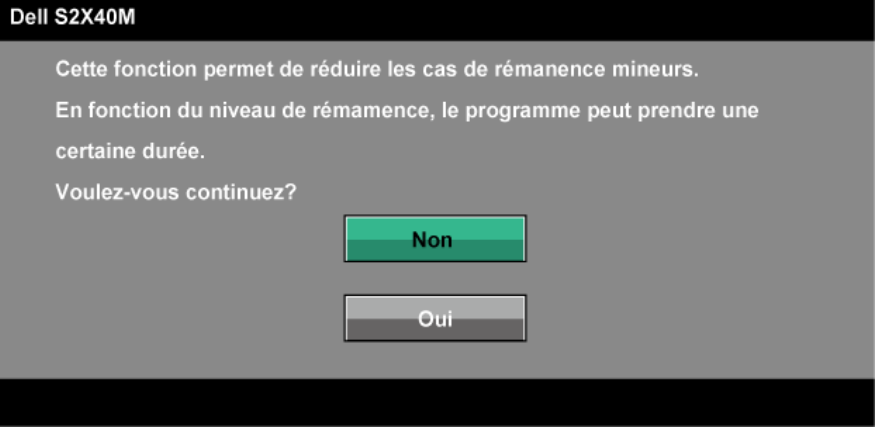 Dell S2X40M
Cette fonction permet de réduire les cas de rémanence mineurs.
En fonction du niveau de rémamence, le programme peut prendre une
certaine durée.
Voulez-vous continuez?
Non
Oui